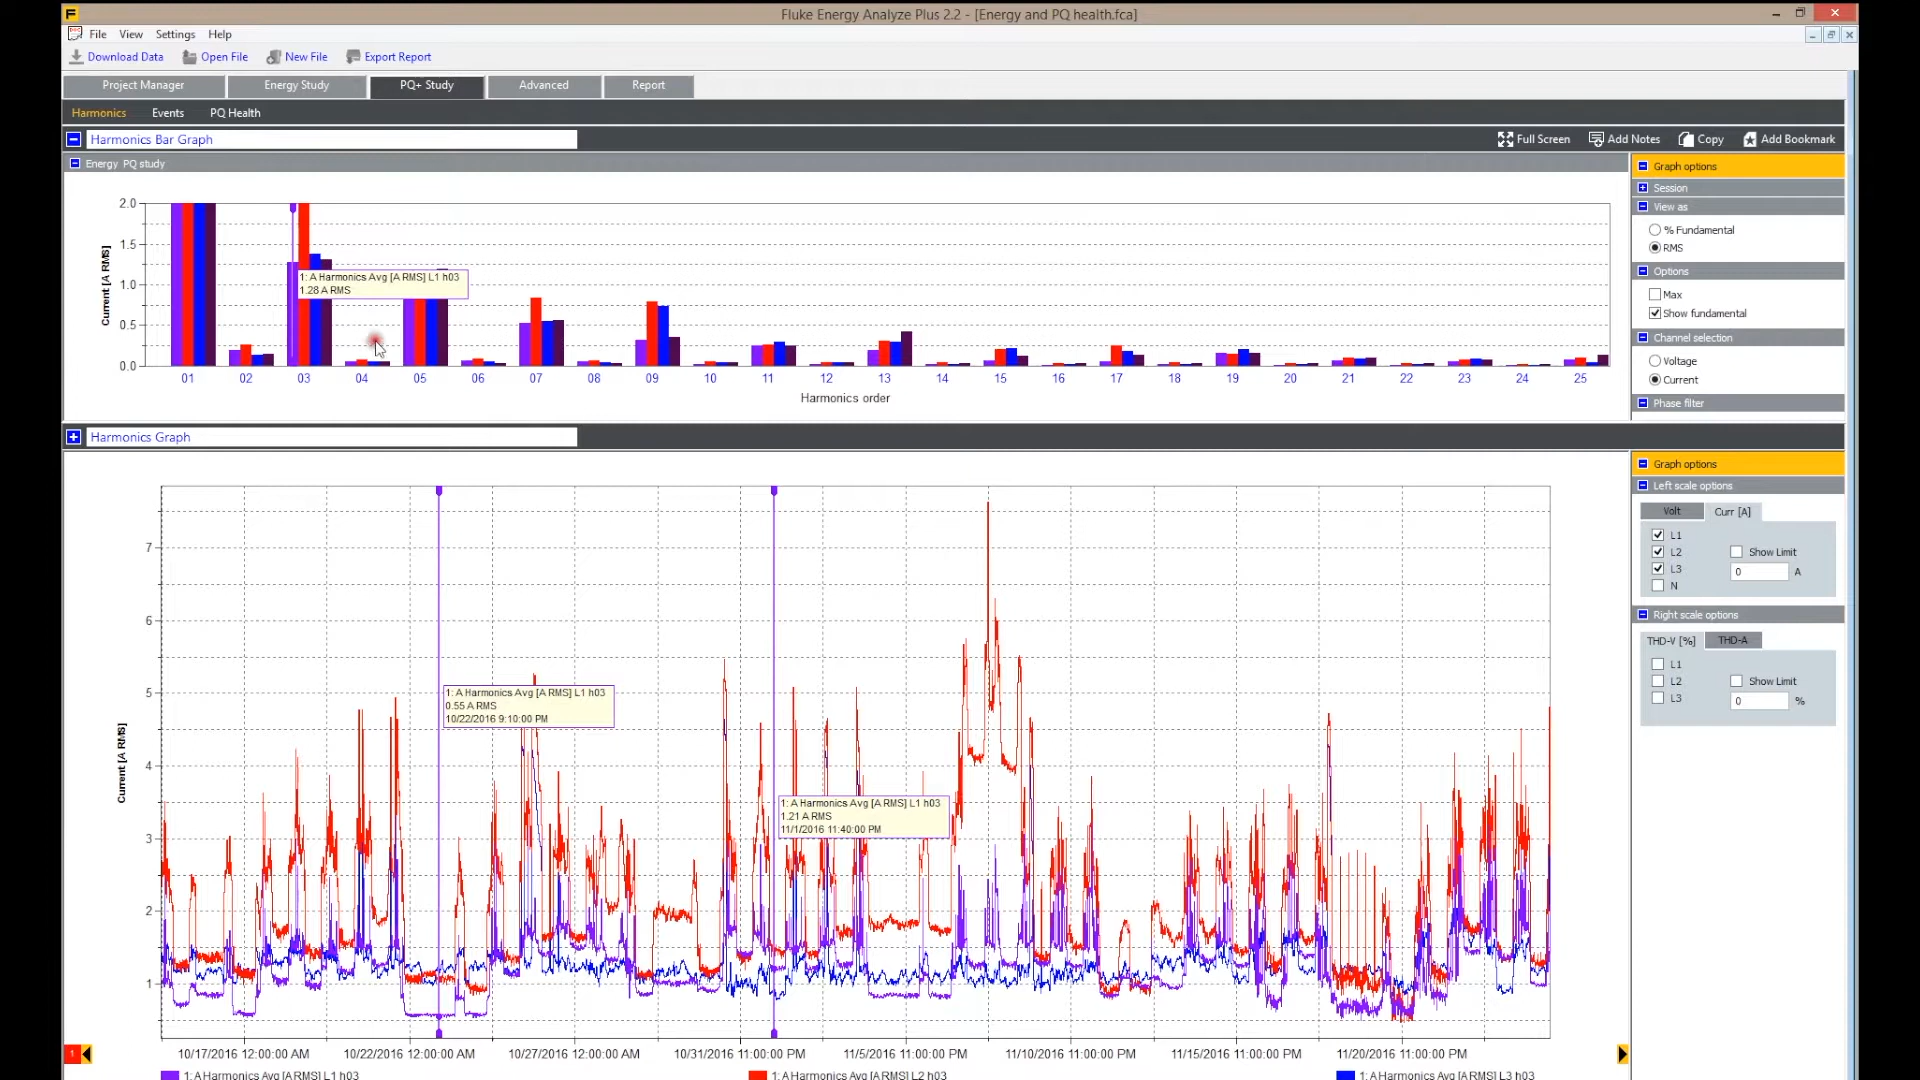 Fluke Energy Analyze Plus 2.2 - [Energy and PQ health.fca]
File View Settings Help
Download Data Open File New File Export Report
Project Manager Energy Study PQ+ Study Advanced Report
Harmonics Events PQ Health
Harmonics Bar Graph
Full Screen Add Notes Copy Add Bookmark
Energy PQ study
Current [A RMS]
2.0
1.5
1.0
0.5
0.0
1: A Harmonics Avg [A RMS] L1 h03
1.28 A RMS
01 02 03 04 05 06 07 08 09 10 11 12 13 14 15 16 17 18 19 20 21 22 23 24 25
Harmonics order
Graph options
Session
View as
% Fundamental
RMS
Options
Max
Show fundamental
Channel selection
Voltage
Current
Phase filter
Harmonics Graph
Current [A RMS]
7
6
5
4
3
2
1
1: A Harmonics Avg [A RMS] L1 h03
0.55 A RMS
10/22/2016 9:10:00 PM
1: A Harmonics Avg [A RMS] L1 h03
1.21 A RMS
11/1/2016 11:40:00 PM
1
10/17/2016 12:00:00 AM 10/22/2016 12:00:00 AM 10/27/2016 12:00:00 AM 10/31/2016 11:00:00 PM 11/5/2016 11:00:00 PM 11/10/2016 11:00:00 PM 11/15/2016 11:00:00 PM 11/20/2016 11:00:00 PM
1: A Harmonics Avg [A RMS] L1 h03 1: A Harmonics Avg [A RMS] L2 h03 1: A Harmonics Avg [A RMS] L3 h03
Graph options
Left scale options
Volt Curr [A]
L1
L2 Show Limit
L3 0 A
N
Right scale options
THD-V [%] THD-A
L1
L2 Show Limit
L3 0 %